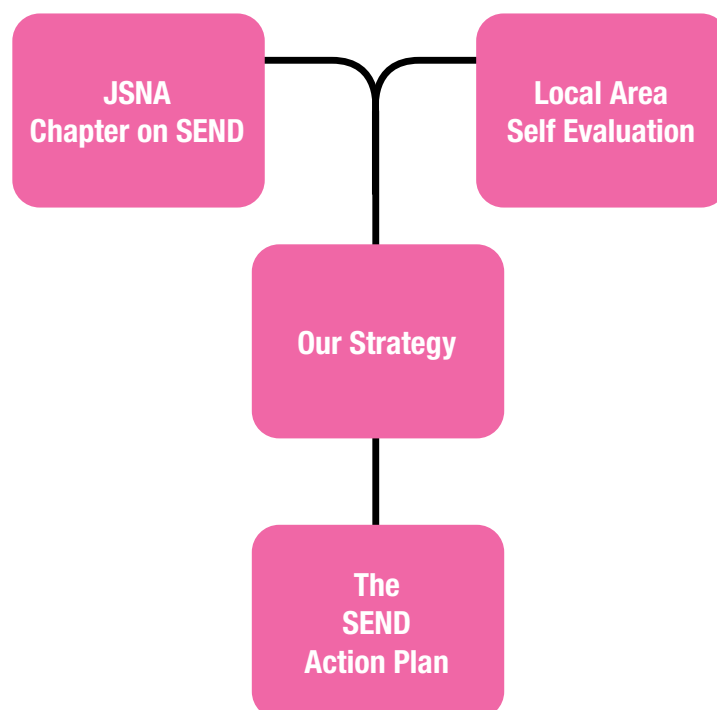 JSNA
Chapter on SEND
Local Area
Self Evaluation
Our Strategy
The
SEND
Action Plan